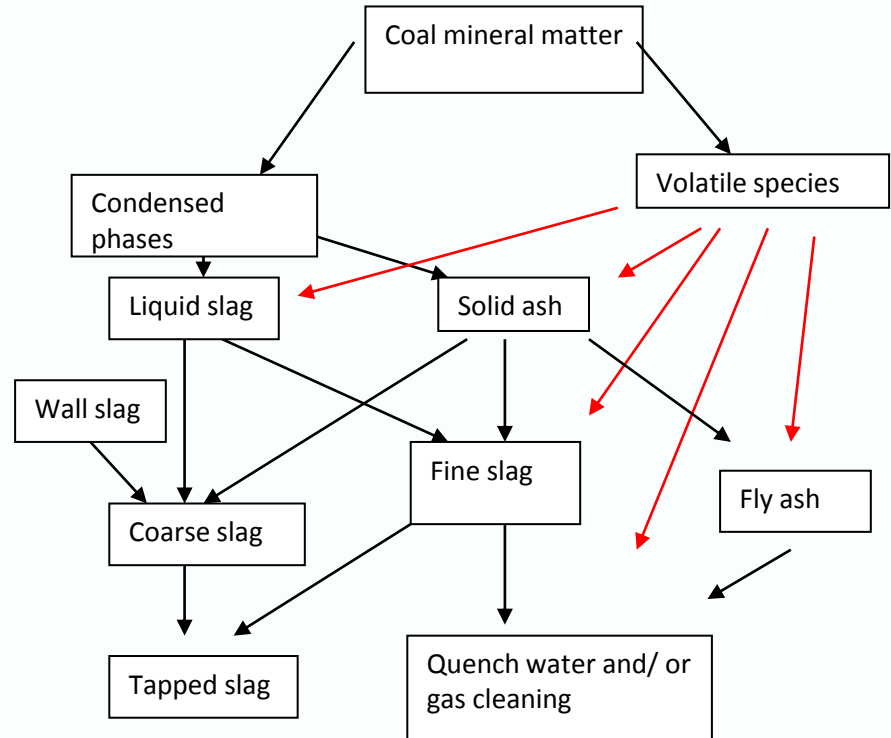 Coal mineral matter
Volatile species
Condensed
phases
Liquid slag
Solid ash
Wall slag
Fine slag
Fly ash
Coarse slag
Tapped slag
Quench water and/ or
gas cleaning